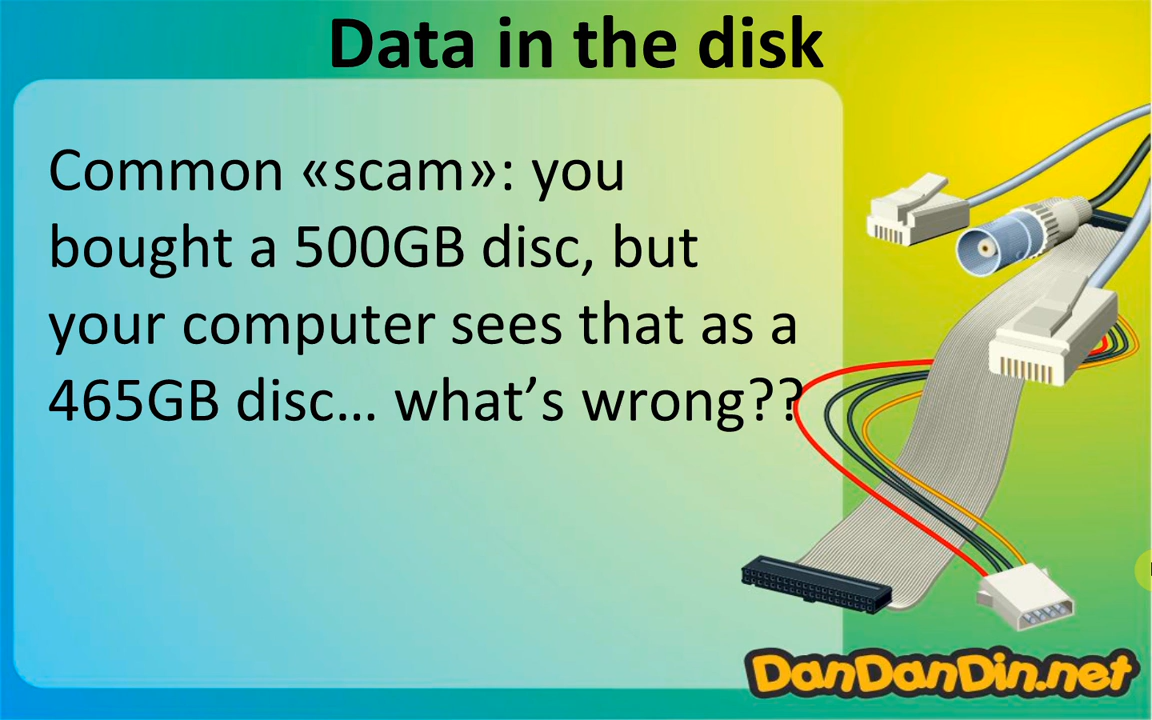 Data in the disk
Common «scam»: you
bought a 500GB disc, but
your computer sees that as a
465GB disc... what’s wrong??
DanDanDin.net